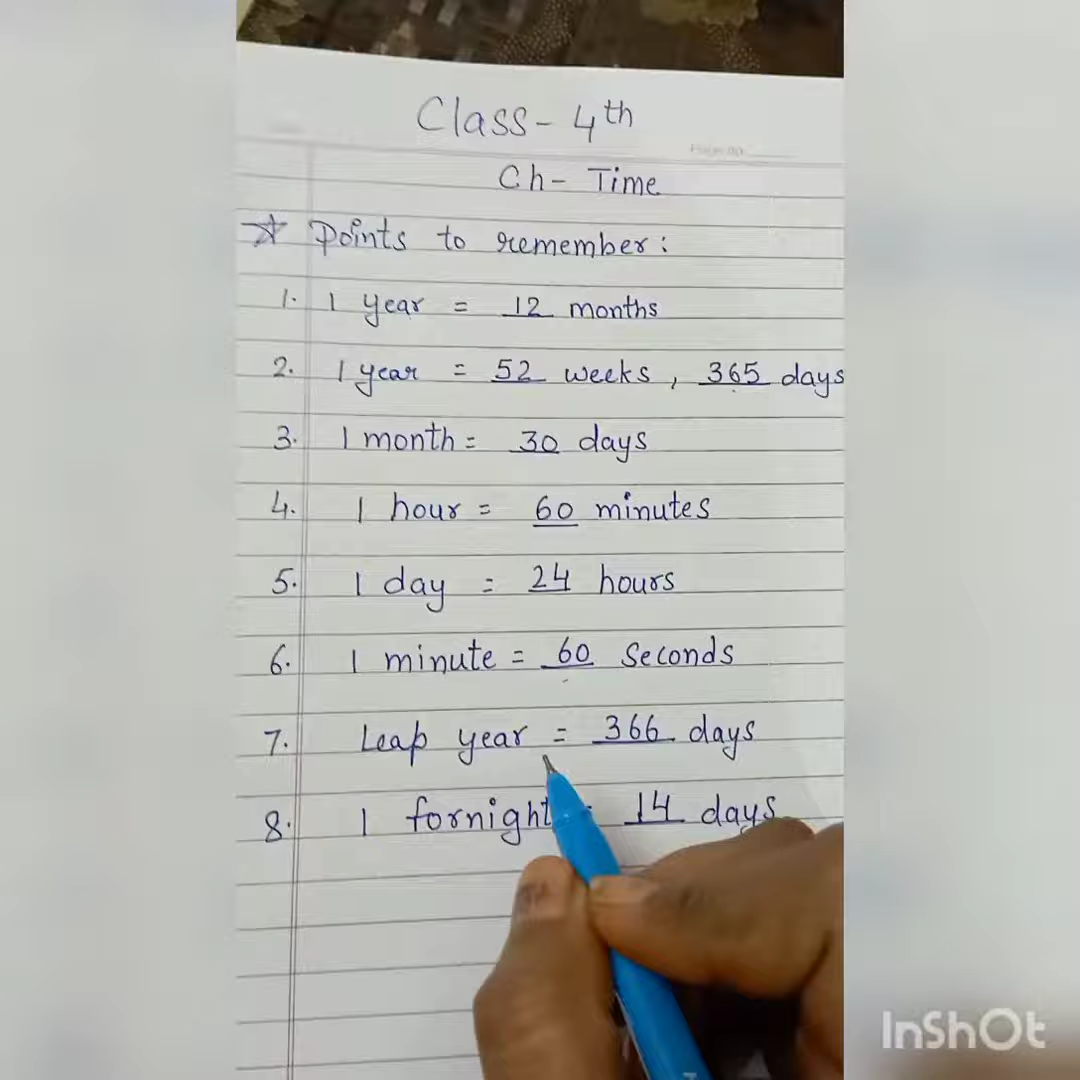 Class - 4th
Page No.
Ch - Time
☆ Points to remember:
1. 1 year = 12 months
2. 1 year = 52 weeks, 365 days
3. 1 month = 30 days
4. 1 hour = 60 minutes
5. 1 day = 24 hours
6. 1 minute = 60 seconds
7. Leap year = 366 days
8. 1 fornight = 14 days
InShOt